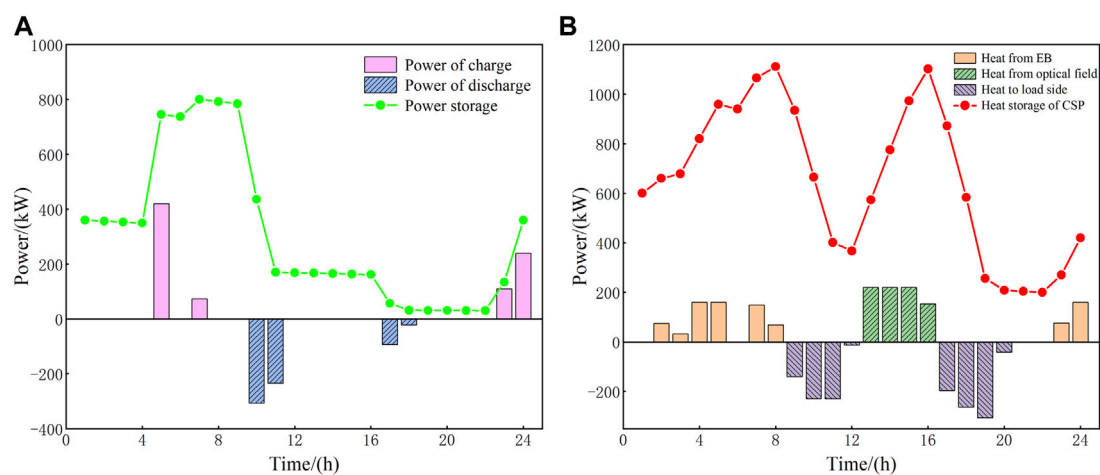 A
Power/(kW)
1000
800
600
400
200
0
−200
−400
0
4
8
12
16
20
24
Time/(h)
Power of charge
Power of discharge
Power storage
B
Power/(kW)
1200
1000
800
600
400
200
0
−200
0
4
8
12
16
20
24
Time/(h)
Heat from EB
Heat from optical field
Heat to load side
Heat storage of CSP